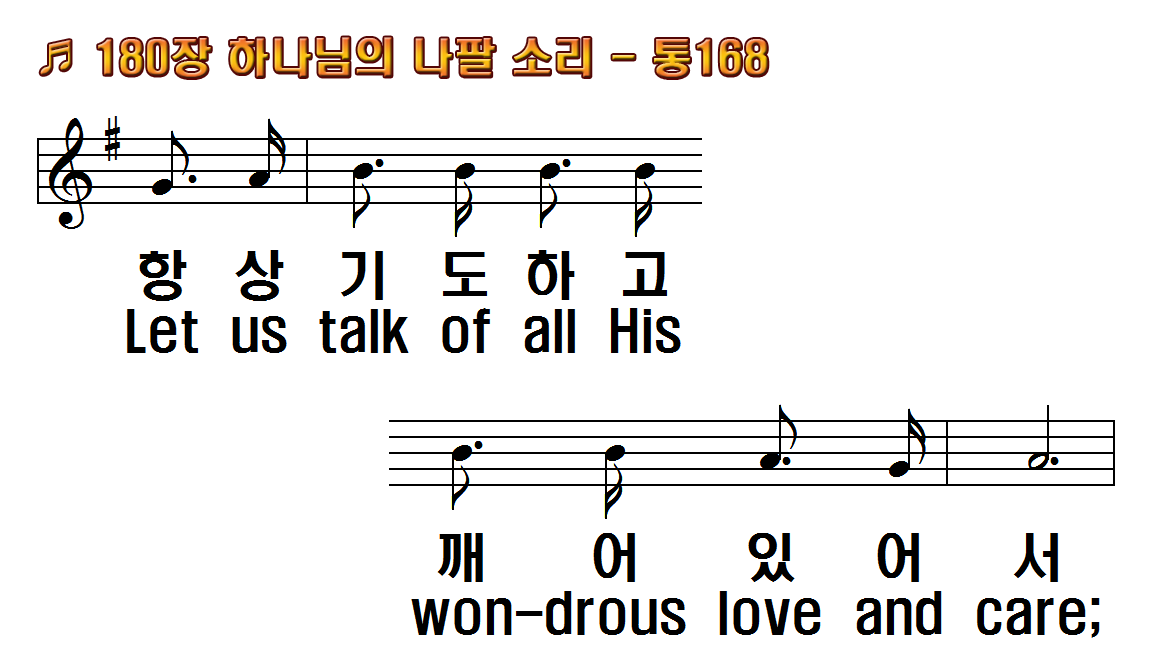 180장 하나님의 나팔 소리 - 통168
항 상 기 도 하 고
Let us talk of all His
깨 어 있 어 서
won-drous love and care;